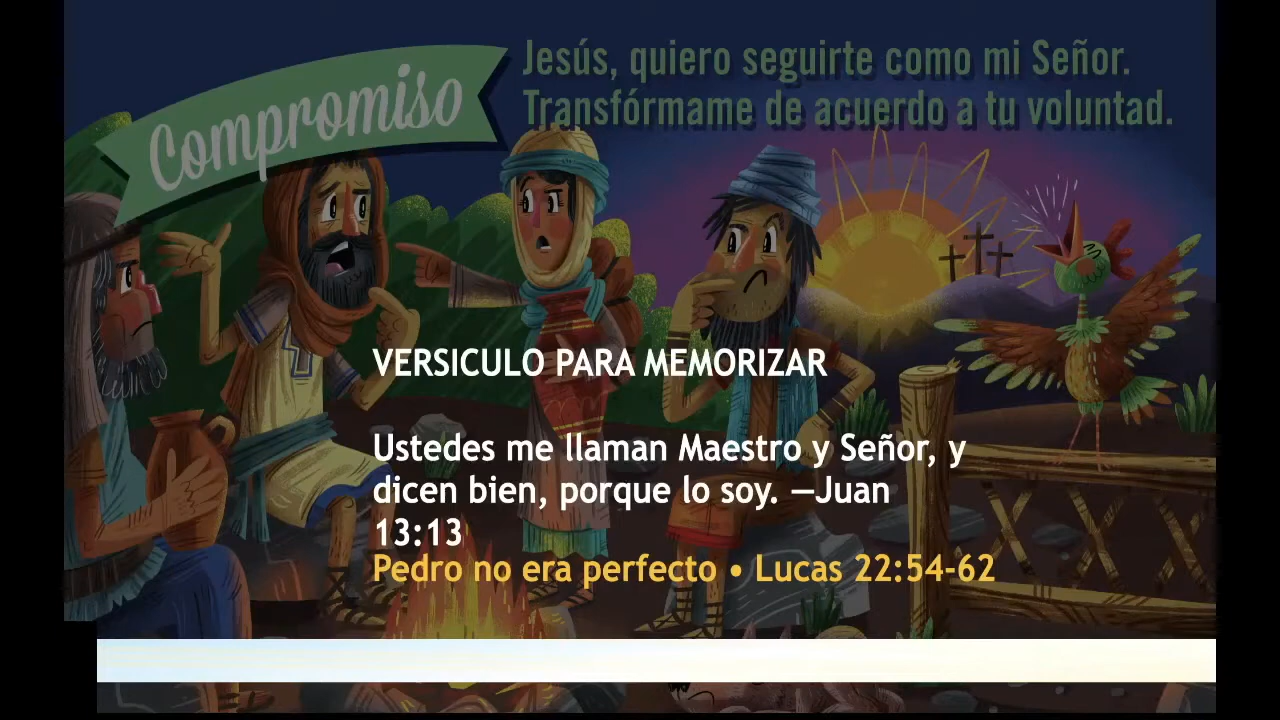 Compromiso
Jesús, quiero seguirte como mi Señor.
Transfórmame de acuerdo a tu voluntad.
VERSICULO PARA MEMORIZAR
Ustedes me llaman Maestro y Señor, y
dicen bien, porque lo soy. —Juan
13:13
Pedro no era perfecto • Lucas 22:54-62